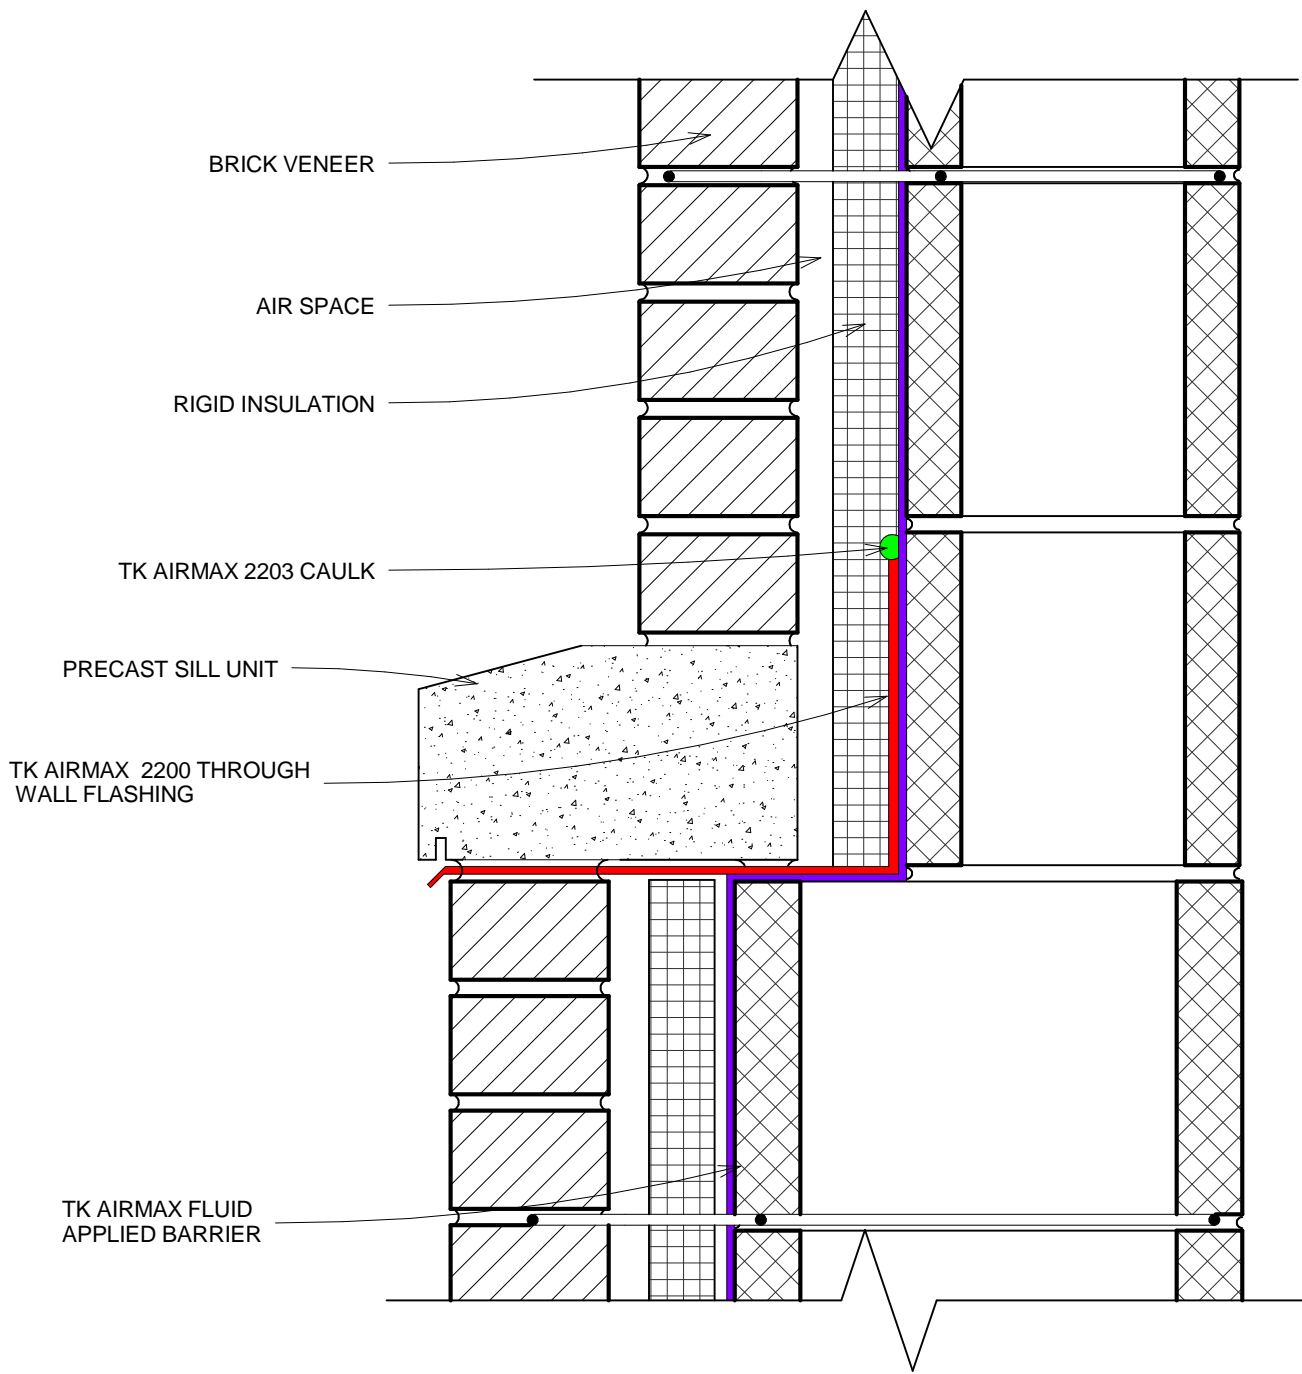 BRICK VENEER
AIR SPACE
RIGID INSULATION
TK AIRMAX 2203 CAULK
PRECAST SILL UNIT
TK AIRMAX  2200 THROUGH
WALL FLASHING
TK AIRMAX FLUID
APPLIED BARRIER